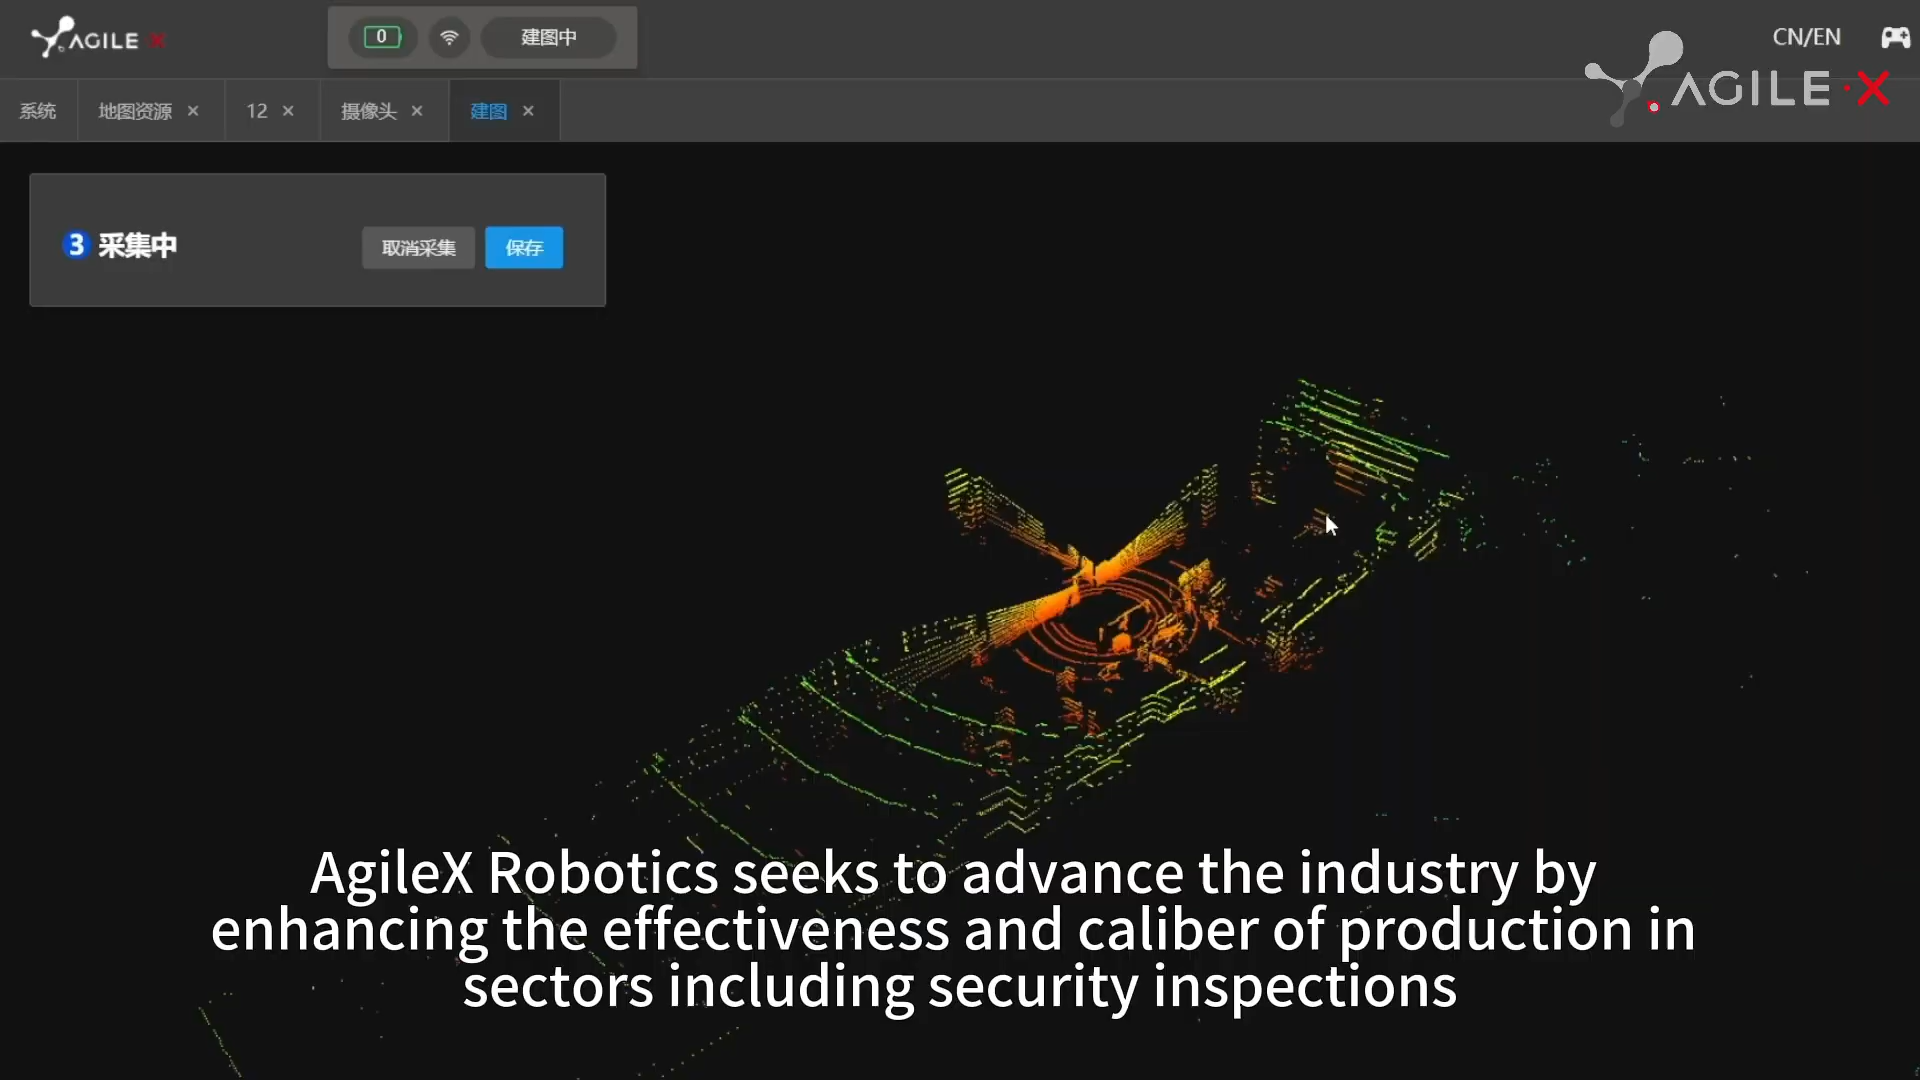 AGILE·X
0
建图中
CN/EN
AGILE·X
系统
地图资源 ×
12 ×
摄像头 ×
建图 ×
3 采集中
取消采集
保存
AgileX Robotics seeks to advance the industry by
enhancing the effectiveness and caliber of production in
sectors including security inspections